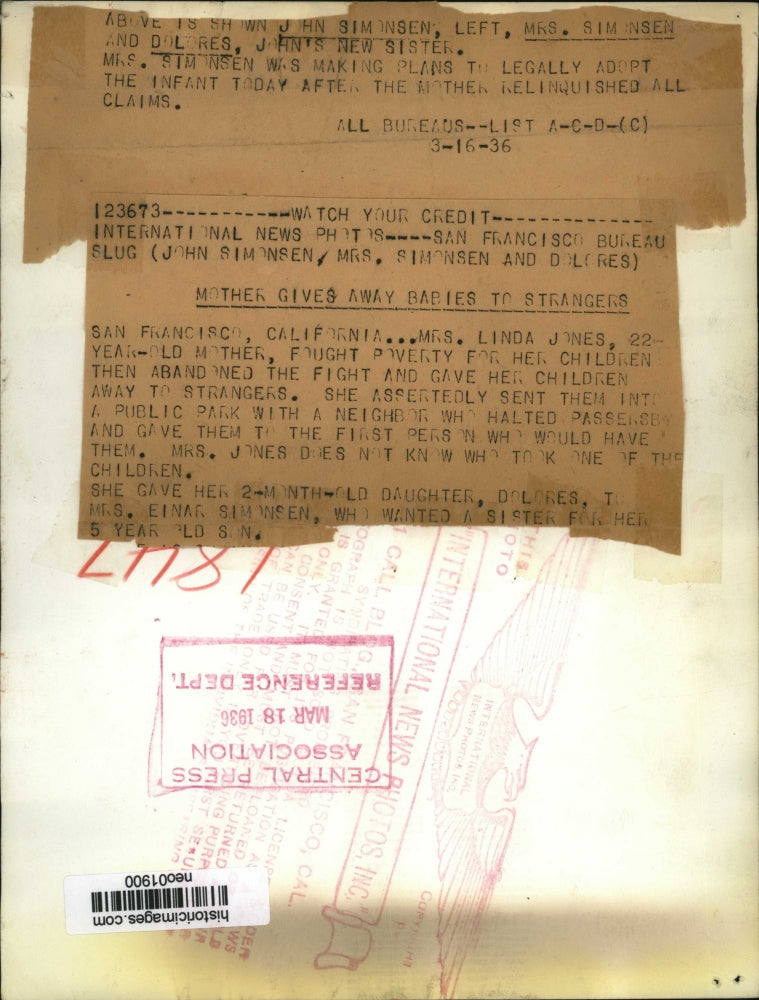 ABOVE IS SHOWN JOHN SIMONSEN, LEFT, MRS. SIMONSEN
AND DOLORES, JOHN'S NEW SISTER.
MRS. SIMONSEN WAS MAKING PLANS TO LEGALLY ADOPT
THE INFANT TODAY AFTER THE MOTHER RELINQUISHED ALL
CLAIMS.
ALL BUREAUS--LIST A-C-D-(C)
3-16-36
123673------------WATCH YOUR CREDIT---------------
INTERNATIONAL NEWS PHOTOS----SAN FRANCISCO BUREAU
SLUG (JOHN SIMONSEN, MRS. SIMONSEN AND DOLORES)
MOTHER GIVES AWAY BABIES TO STRANGERS
SAN FRANCISCO, CALIFORNIA...MRS. LINDA JONES, 22-
YEAR-OLD MOTHER, FOUGHT POVERTY FOR HER CHILDREN
THEN ABANDONED THE FIGHT AND GAVE HER CHILDREN
AWAY TO STRANGERS. SHE ASSERTEDLY SENT THEM INTO
A PUBLIC PARK WITH A NEIGHBOR WHO HALTED PASSERSBY
AND GAVE THEM TO THE FIRST PERSON WHO WOULD HAVE
THEM. MRS. JONES DOES NOT KNOW WHO TOOK ONE OF THE
CHILDREN.
SHE GAVE HER 2-MONTH-OLD DAUGHTER, DOLORES, TO
MRS. EINAR SIMONSEN, WHO WANTED A SISTER FOR HER
5 YEAR OLD SON.
THIS
PHOTO
"INTERNATIONAL NEWS PHOTOS, INC."
INTERNATIONAL
NEWS PHOTOS INC.
COPYRIGHT
CENTRAL PRESS
ASSOCIATION
MAR 18 1936
REFERENCE DEPT.
historicimages.com
neo01900